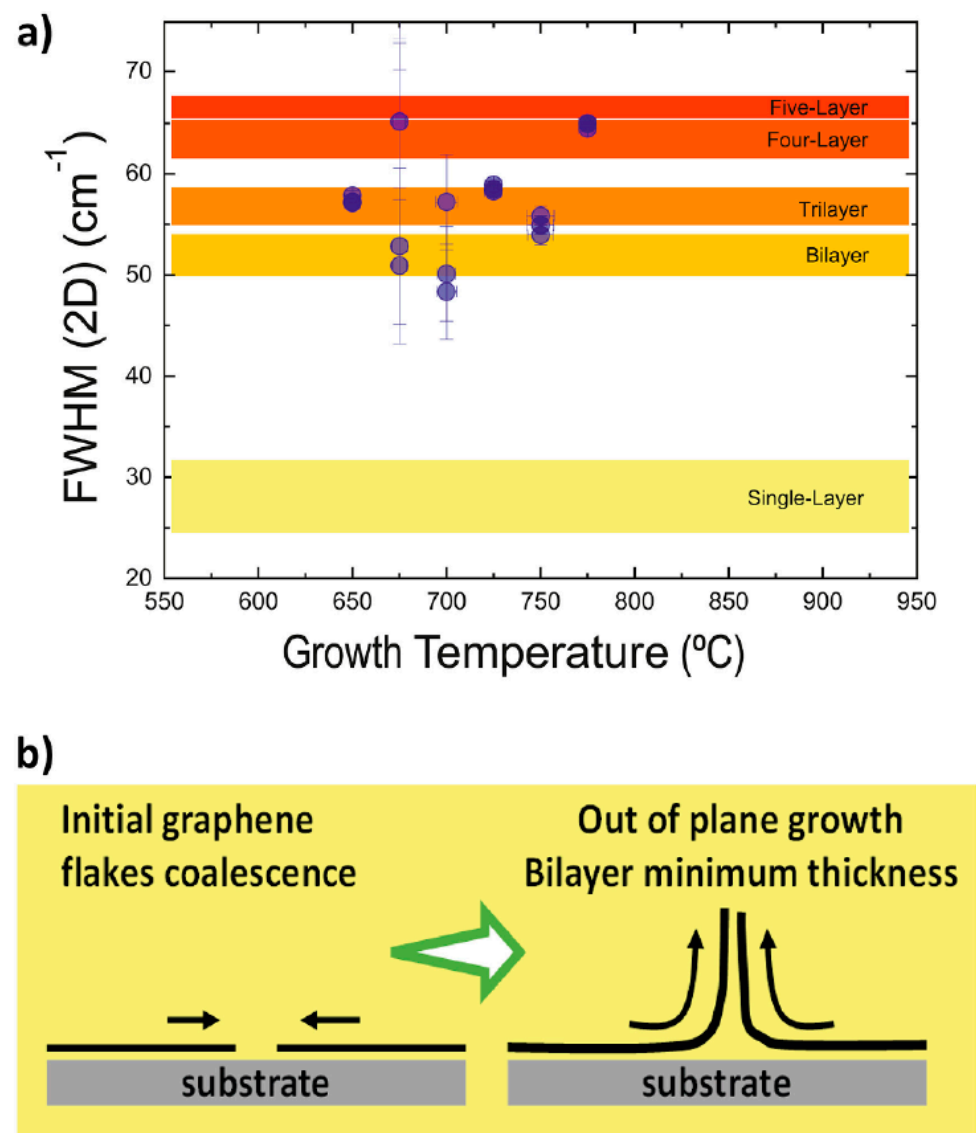 a)
70
60
50
40
30
20
FWHM (2D) (cm-1)
Five-Layer
Four-Layer
Trilayer
Bilayer
Single-Layer
550 600 650 700 750 800 850 900 950
Growth Temperature (ºC)
b)
Initial graphene
flakes coalescence
Out of plane growth
Bilayer minimum thickness
substrate
substrate